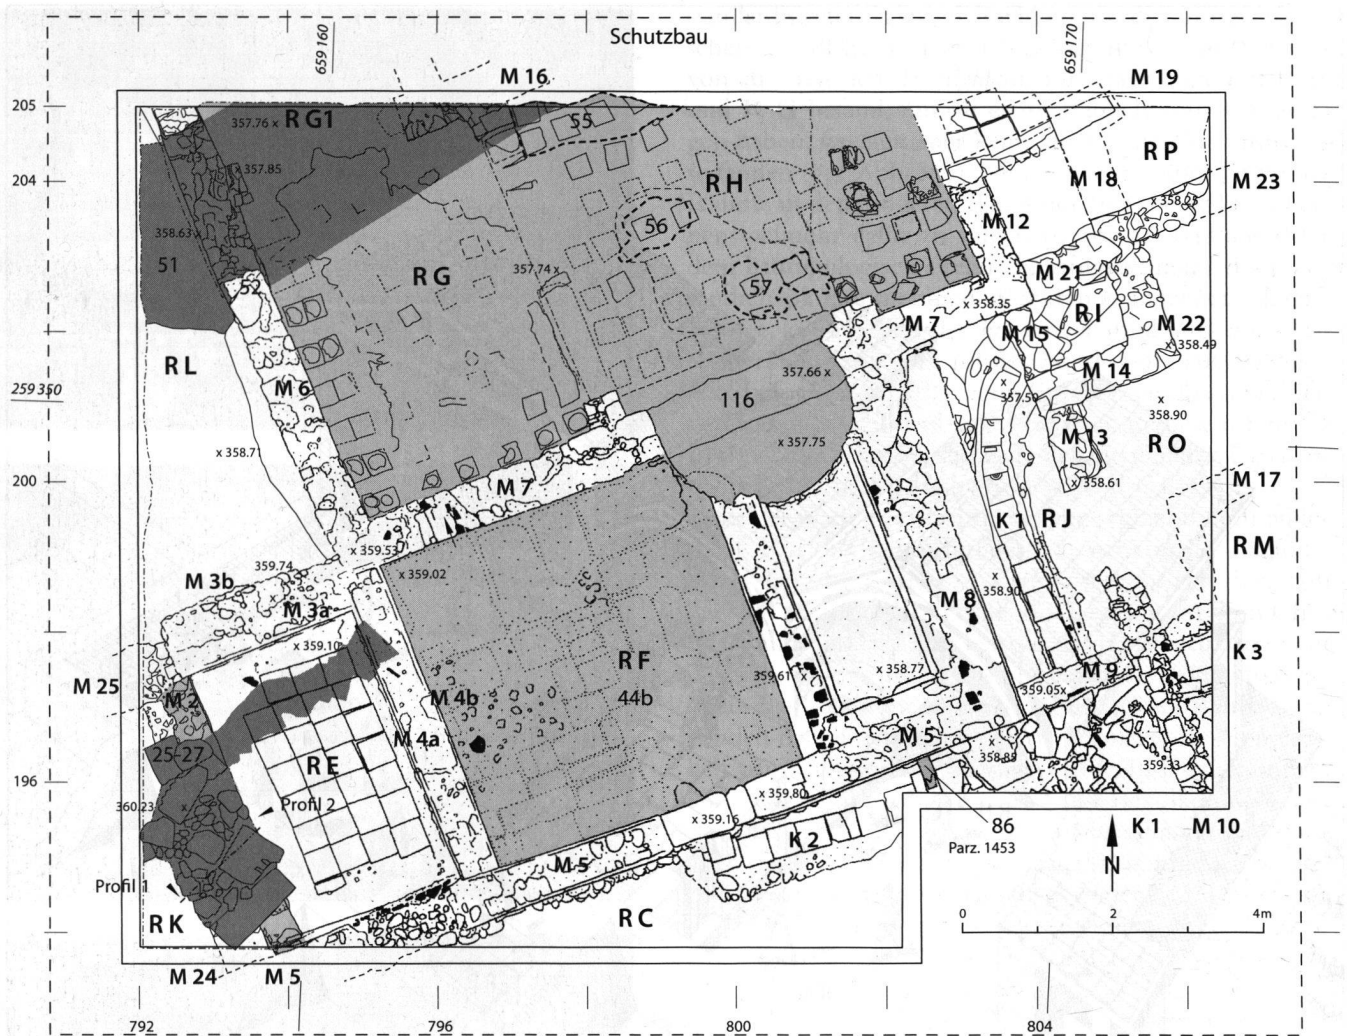 Schutzbau
659 160
659 170
M 16
M 19
205
357.76 x
R G1
55
R P
x 357.85
204
R H
M 18
M 23
x 358.25
358.63 x
56
M 12
51
R G
357.74 x
M 21
52
57
x 358.35
R I
M 7
M 15
M 22
x 358.49
R L
357.66 x
M 14
M 6
259 350
116
x
357.50
x
358.90
x 357.75
M 13
R O
x 358.71
200
M 7
x 358.61
M 17
K 1
R J
R M
x 359.53
359.74
x 359.02
M 3b
x
358.90
M 3a
M 8
x 359.10
R F
K 3
x 358.77
359.61 x
M 9
M 25
M 2
M 4b
44b
359.05x
M 4a
M 5
25-27
R E
x
358.88
359.33
196
360.23
x
Profil 2
x 359.80
x 359.16
86
K 1
M 10
K 2
Parz. 1453
N
M 5
Profil 1
R K
R C
0
2
4m
M 24
M 5
792
796
800
804